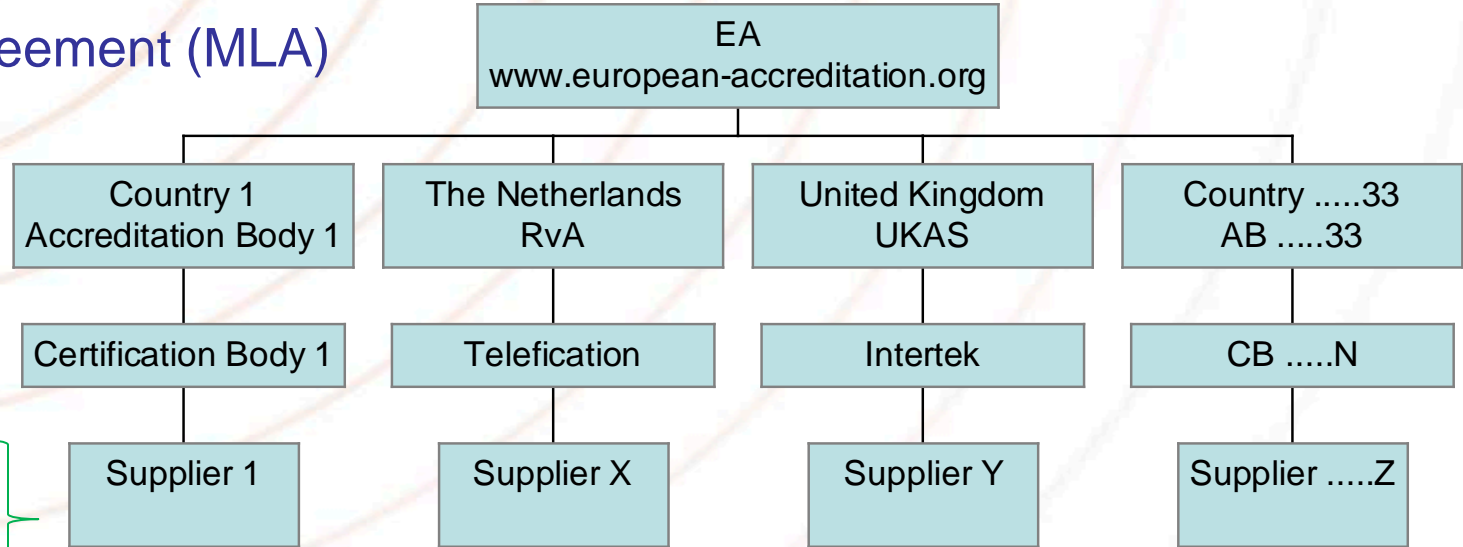 eement (MLA)
EA
www.european-accreditation.org
Country 1
Accreditation Body 1
The Netherlands
RvA
United Kingdom
UKAS
Country .....33
AB .....33
Certification Body 1
Telefication
Intertek
CB .....N
Supplier 1
Supplier X
Supplier Y
Supplier .....Z